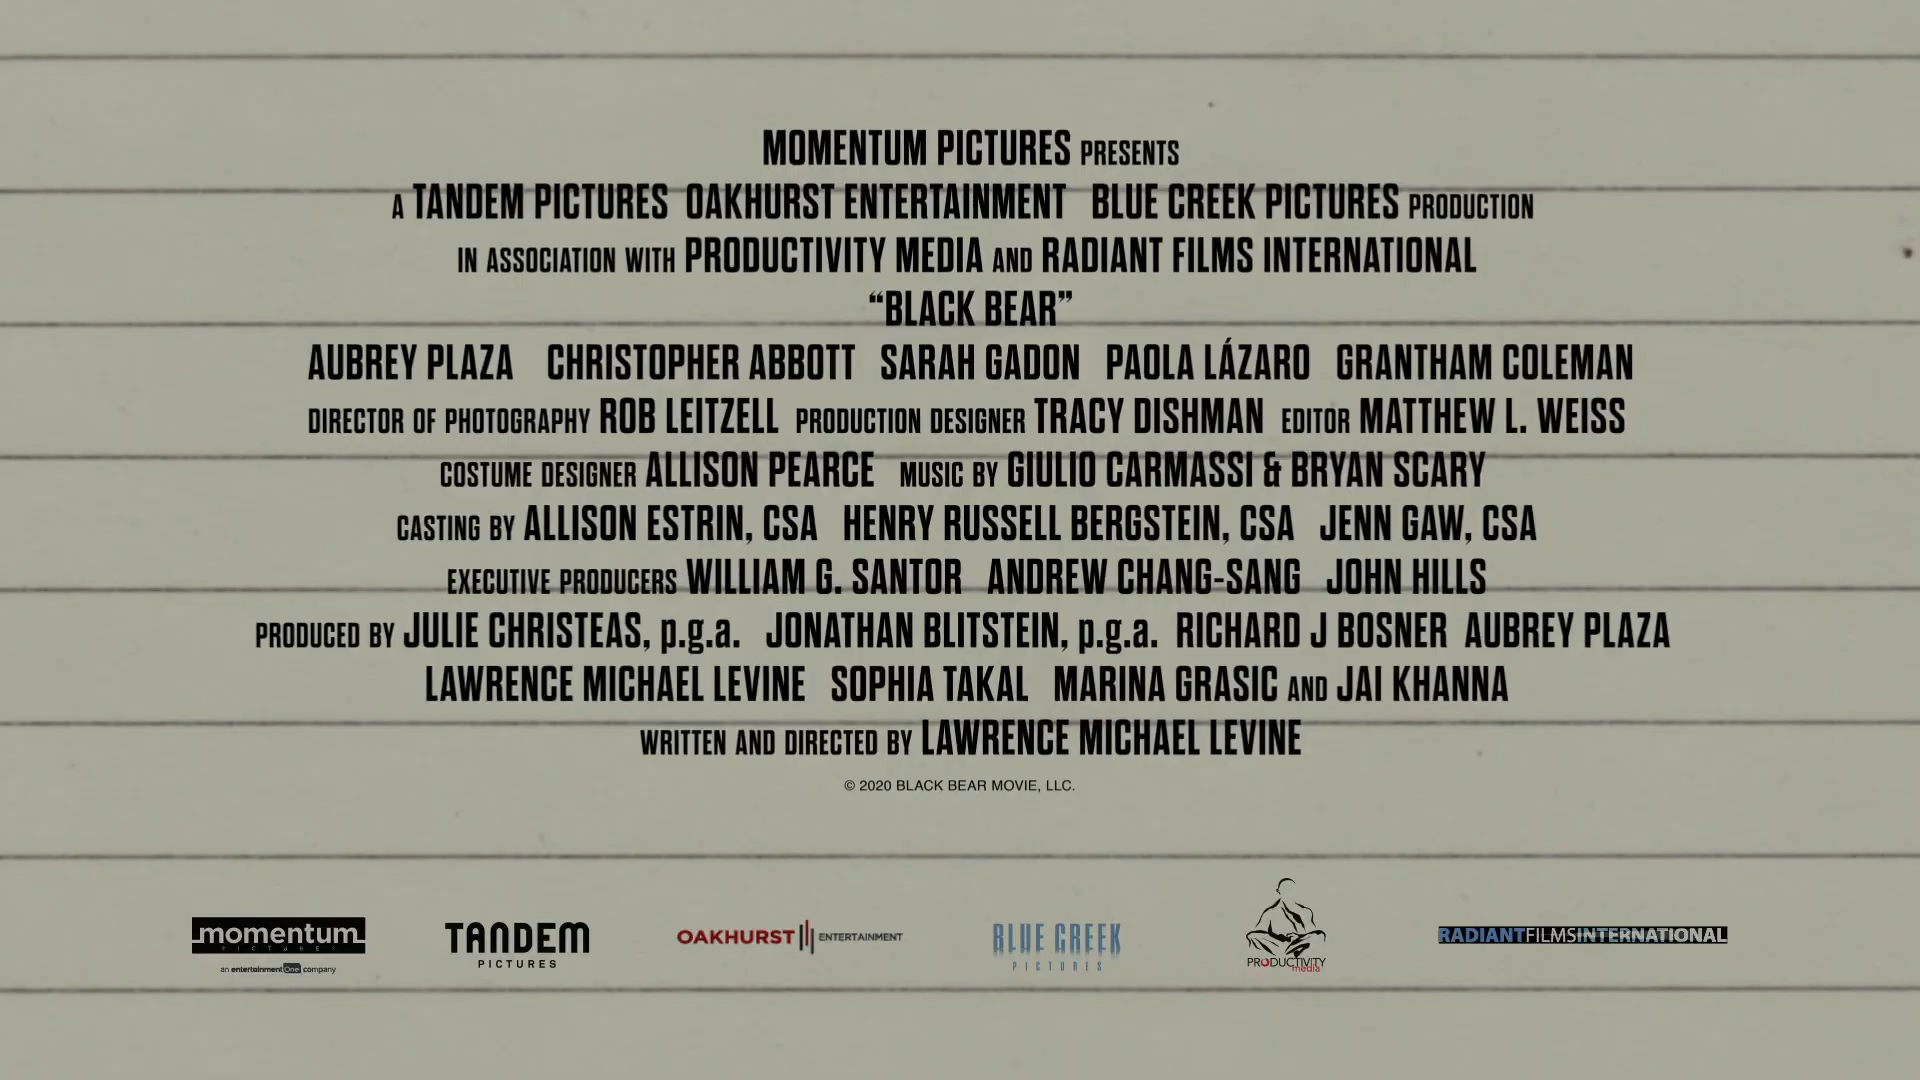 MOMENTUM PICTURES PRESENTS
A TANDEM PICTURES OAKHURST ENTERTAINMENT BLUE CREEK PICTURES PRODUCTION
IN ASSOCIATION WITH PRODUCTIVITY MEDIA AND RADIANT FILMS INTERNATIONAL
“BLACK BEAR”
AUBREY PLAZA CHRISTOPHER ABBOTT SARAH GADON PAOLA LÁZARO GRANTHAM COLEMAN
DIRECTOR OF PHOTOGRAPHY ROB LEITZELL PRODUCTION DESIGNER TRACY DISHMAN EDITOR MATTHEW L. WEISS
COSTUME DESIGNER ALLISON PEARCE MUSIC BY GIULIO CARMASSI & BRYAN SCARY
CASTING BY ALLISON ESTRIN, CSA HENRY RUSSELL BERGSTEIN, CSA JENN GAW, CSA
EXECUTIVE PRODUCERS WILLIAM G. SANTOR ANDREW CHANG-SANG JOHN HILLS
PRODUCED BY JULIE CHRISTEAS, p.g.a. JONATHAN BLITSTEIN, p.g.a. RICHARD J BOSNER AUBREY PLAZA
LAWRENCE MICHAEL LEVINE SOPHIA TAKAL MARINA GRASIC AND JAI KHANNA
WRITTEN AND DIRECTED BY LAWRENCE MICHAEL LEVINE
© 2020 BLACK BEAR MOVIE, LLC.
momentum
PICTURES
an entertainmentOne company
TANDEM
PICTURES
OAKHURST ENTERTAINMENT
BLUE CREEK
PICTURES
PRODUCTIVITY
media
RADIANTFILMSINTERNATIONAL